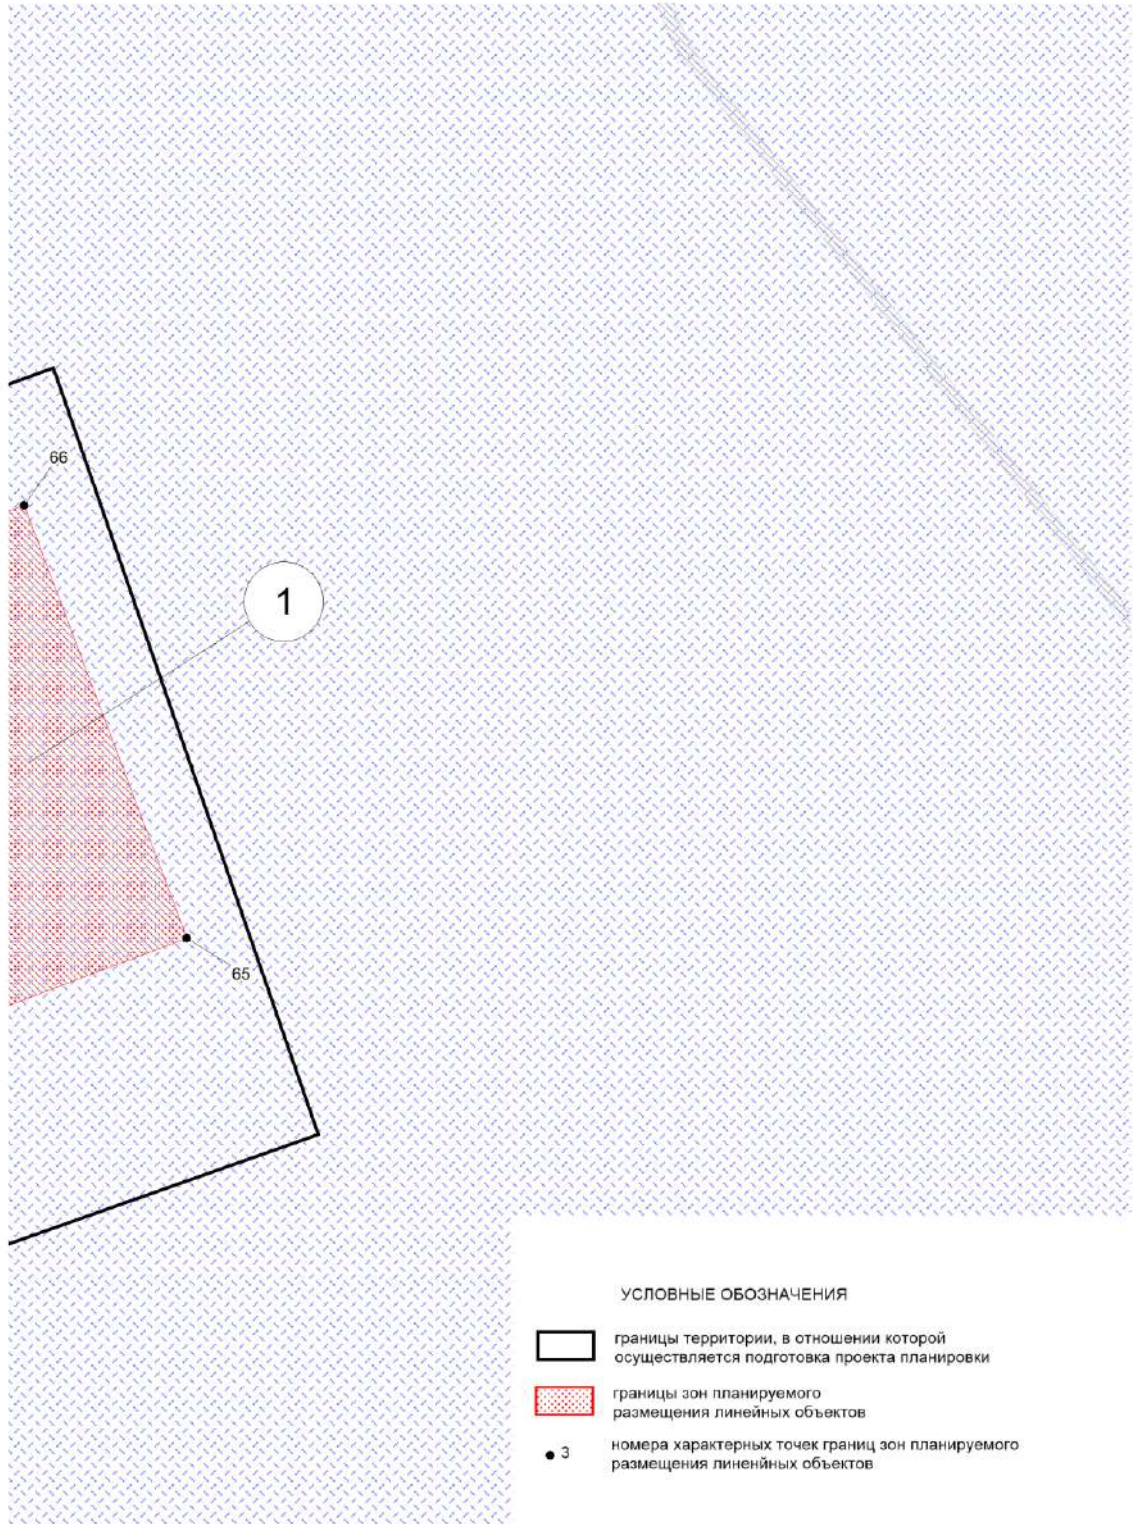 66
1
65
УСЛОВНЫЕ ОБОЗНАЧЕНИЯ
границы территории, в отношении которой
осуществляется подготовка проекта планировки
границы зон планируемого
размещения линейных объектов
3 номера характерных точек границ зон планируемого
размещения линенйных объектов